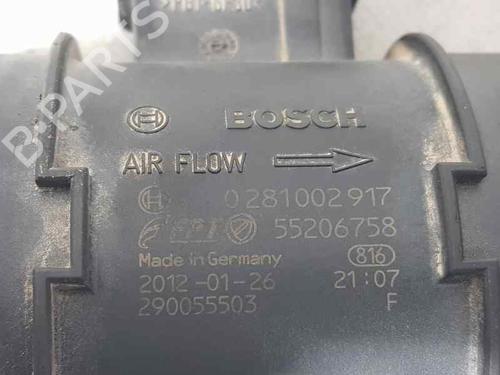 BOSCH
AIR FLOW
0 281 002 917
FPT 55206758
Made in Germany 816
2012-01-26 21:07
290055503 F
B-PARTS